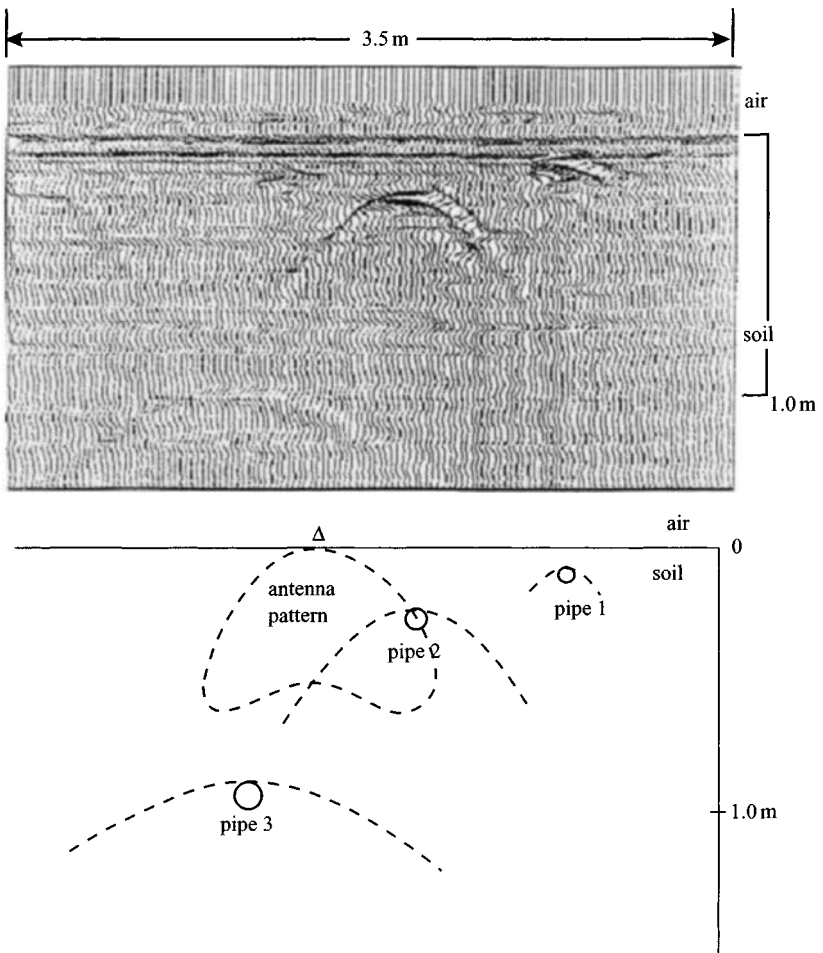 3.5 m
air
soil
1.0 m
air
Δ
0
soil
antenna
pattern
pipe 1
pipe 2
1.0 m
pipe 3